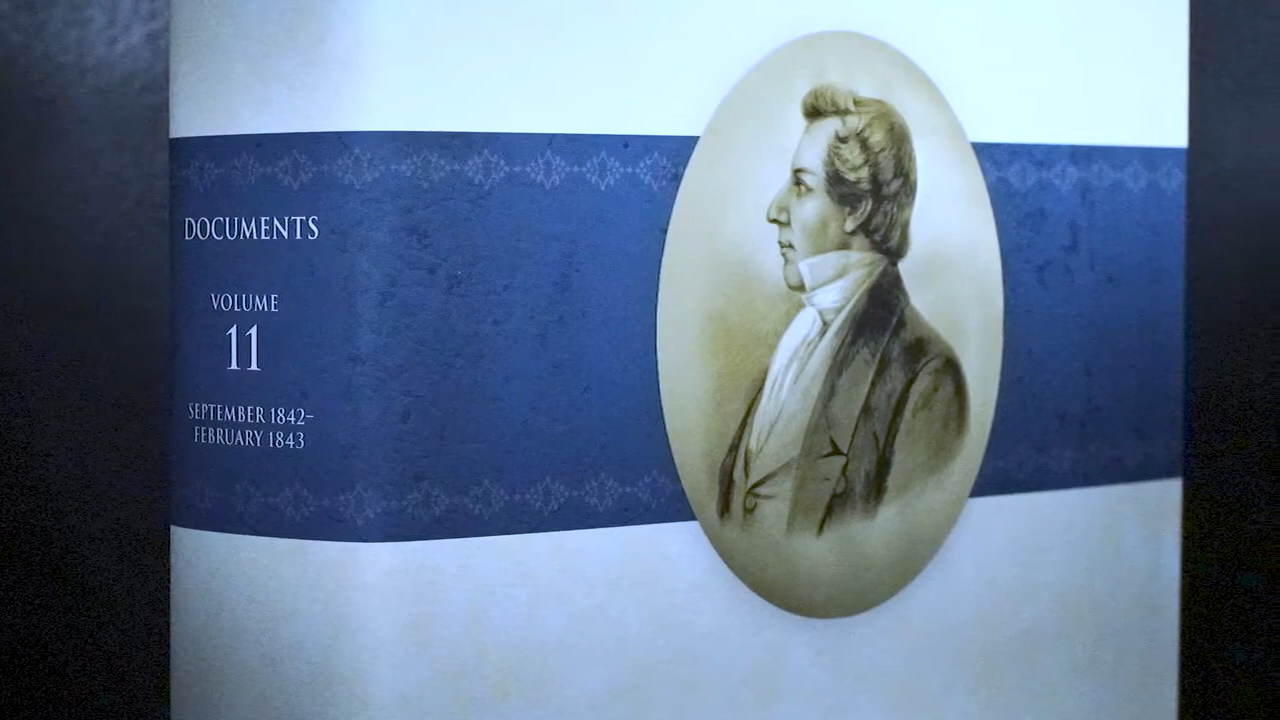 DOCUMENTS
VOLUME
11
SEPTEMBER 1842–
FEBRUARY 1843